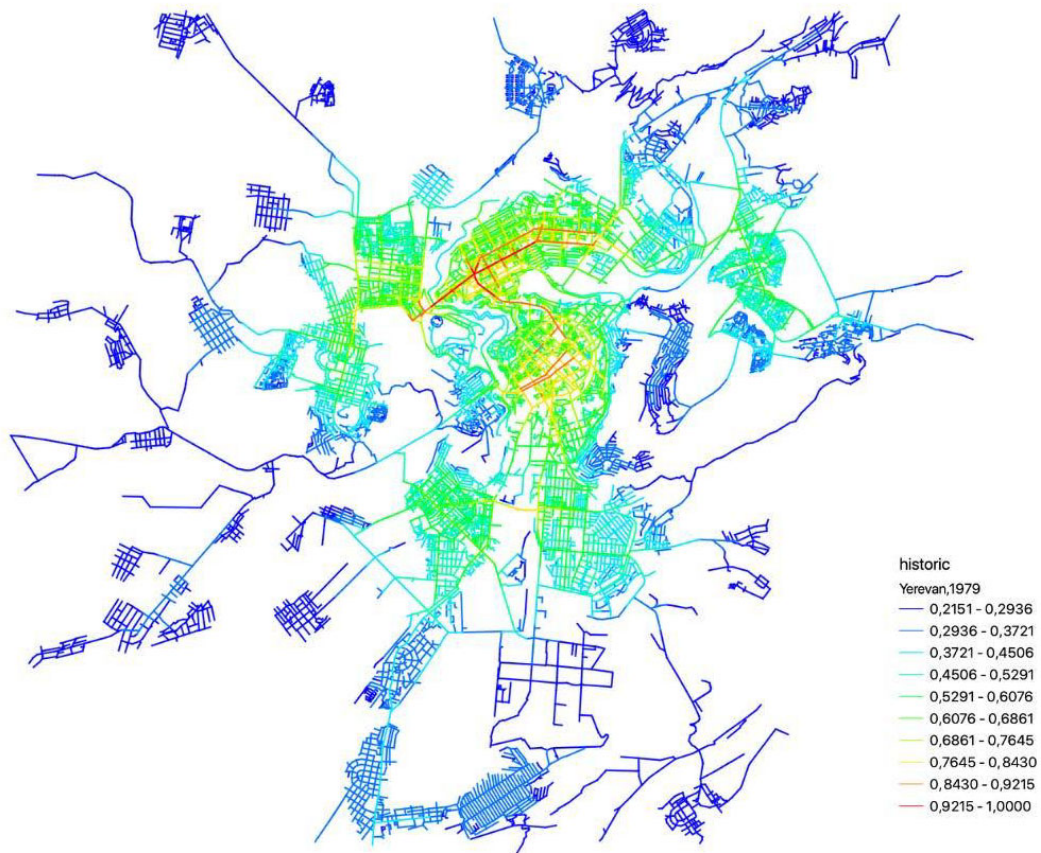 historic
Yerevan,1979
0,2151 - 0,2936
0,2936 - 0,3721
0,3721 - 0,4506
0,4506 - 0,5291
0,5291 - 0,6076
0,6076 - 0,6861
0,6861 - 0,7645
0,7645 - 0,8430
0,8430 - 0,9215
0,9215 - 1,0000